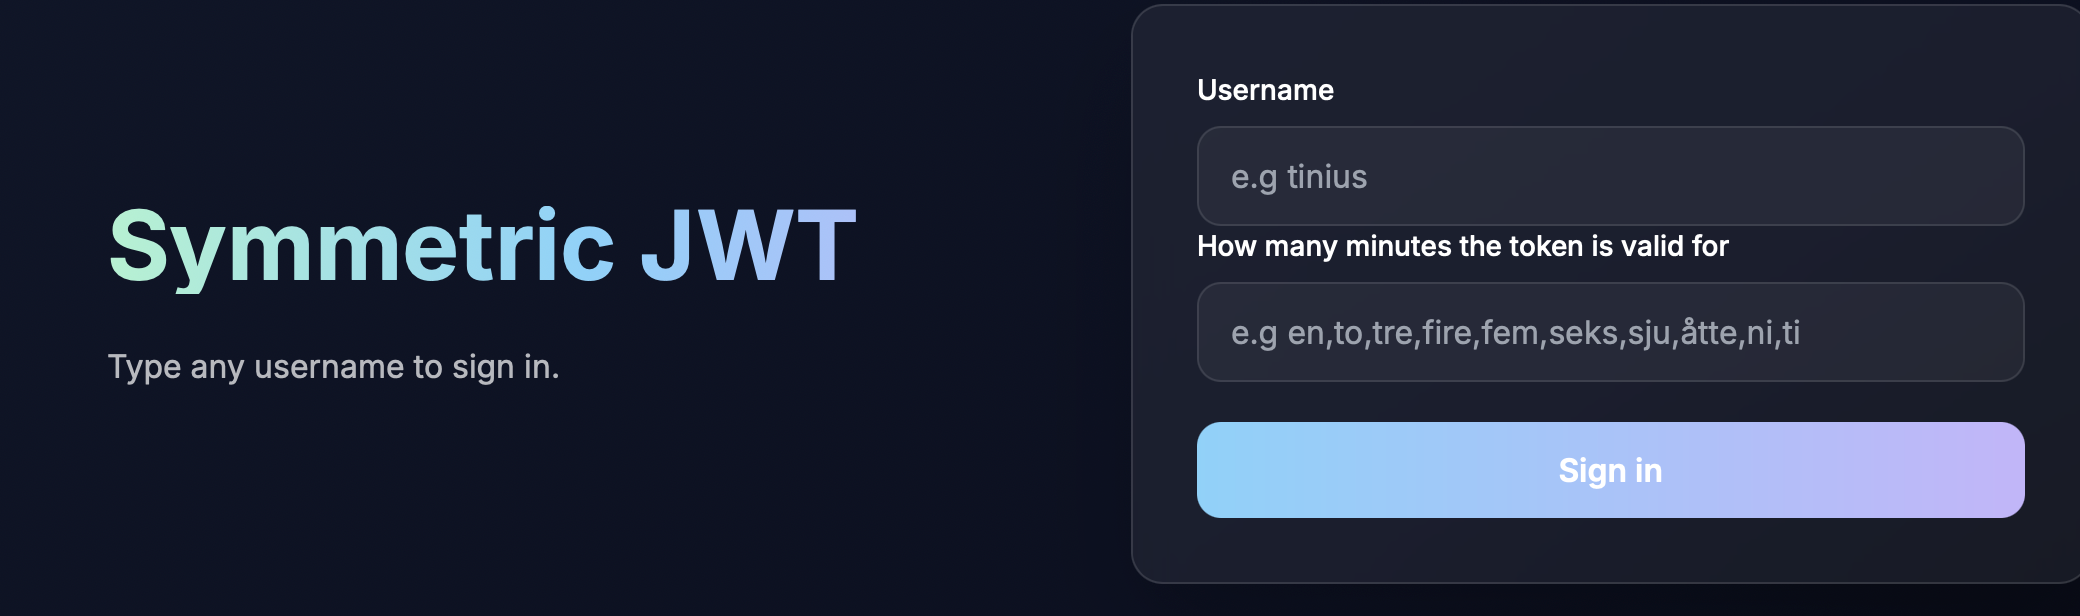 Symmetric JWT
Type any username to sign in.
Username
e.g tinius
How many minutes the token is valid for
e.g en,to,tre,fire,fem,seks,sju,åtte,ni,ti
Sign in